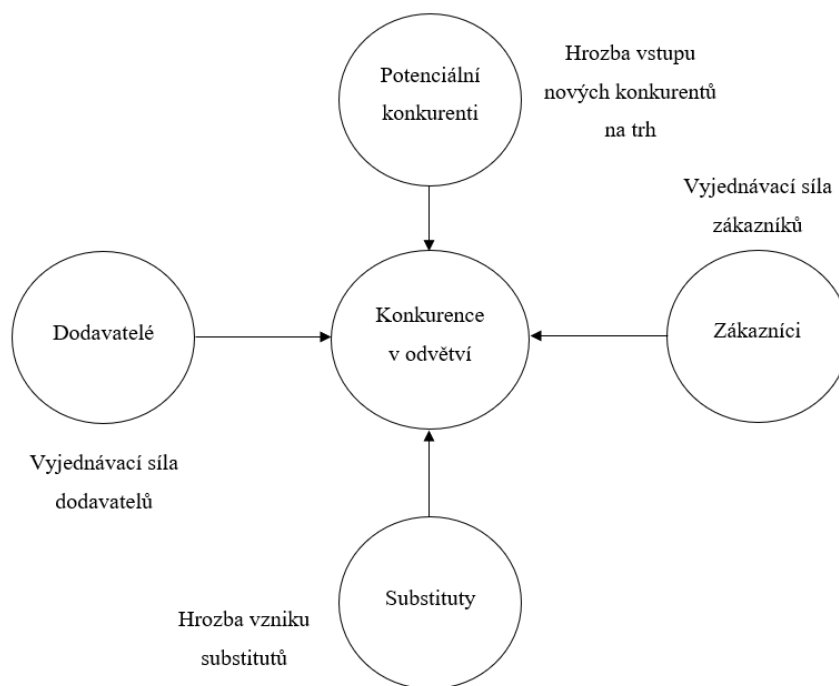 Potenciální
konkurenti
Hrozba vstupu
nových konkurentů
na trh
Vyjednávací síla
zákazníků
Dodavatelé
Konkurence
v odvětví
Zákazníci
Vyjednávací síla
dodavatelů
Substituty
Hrozba vzniku
substitutů